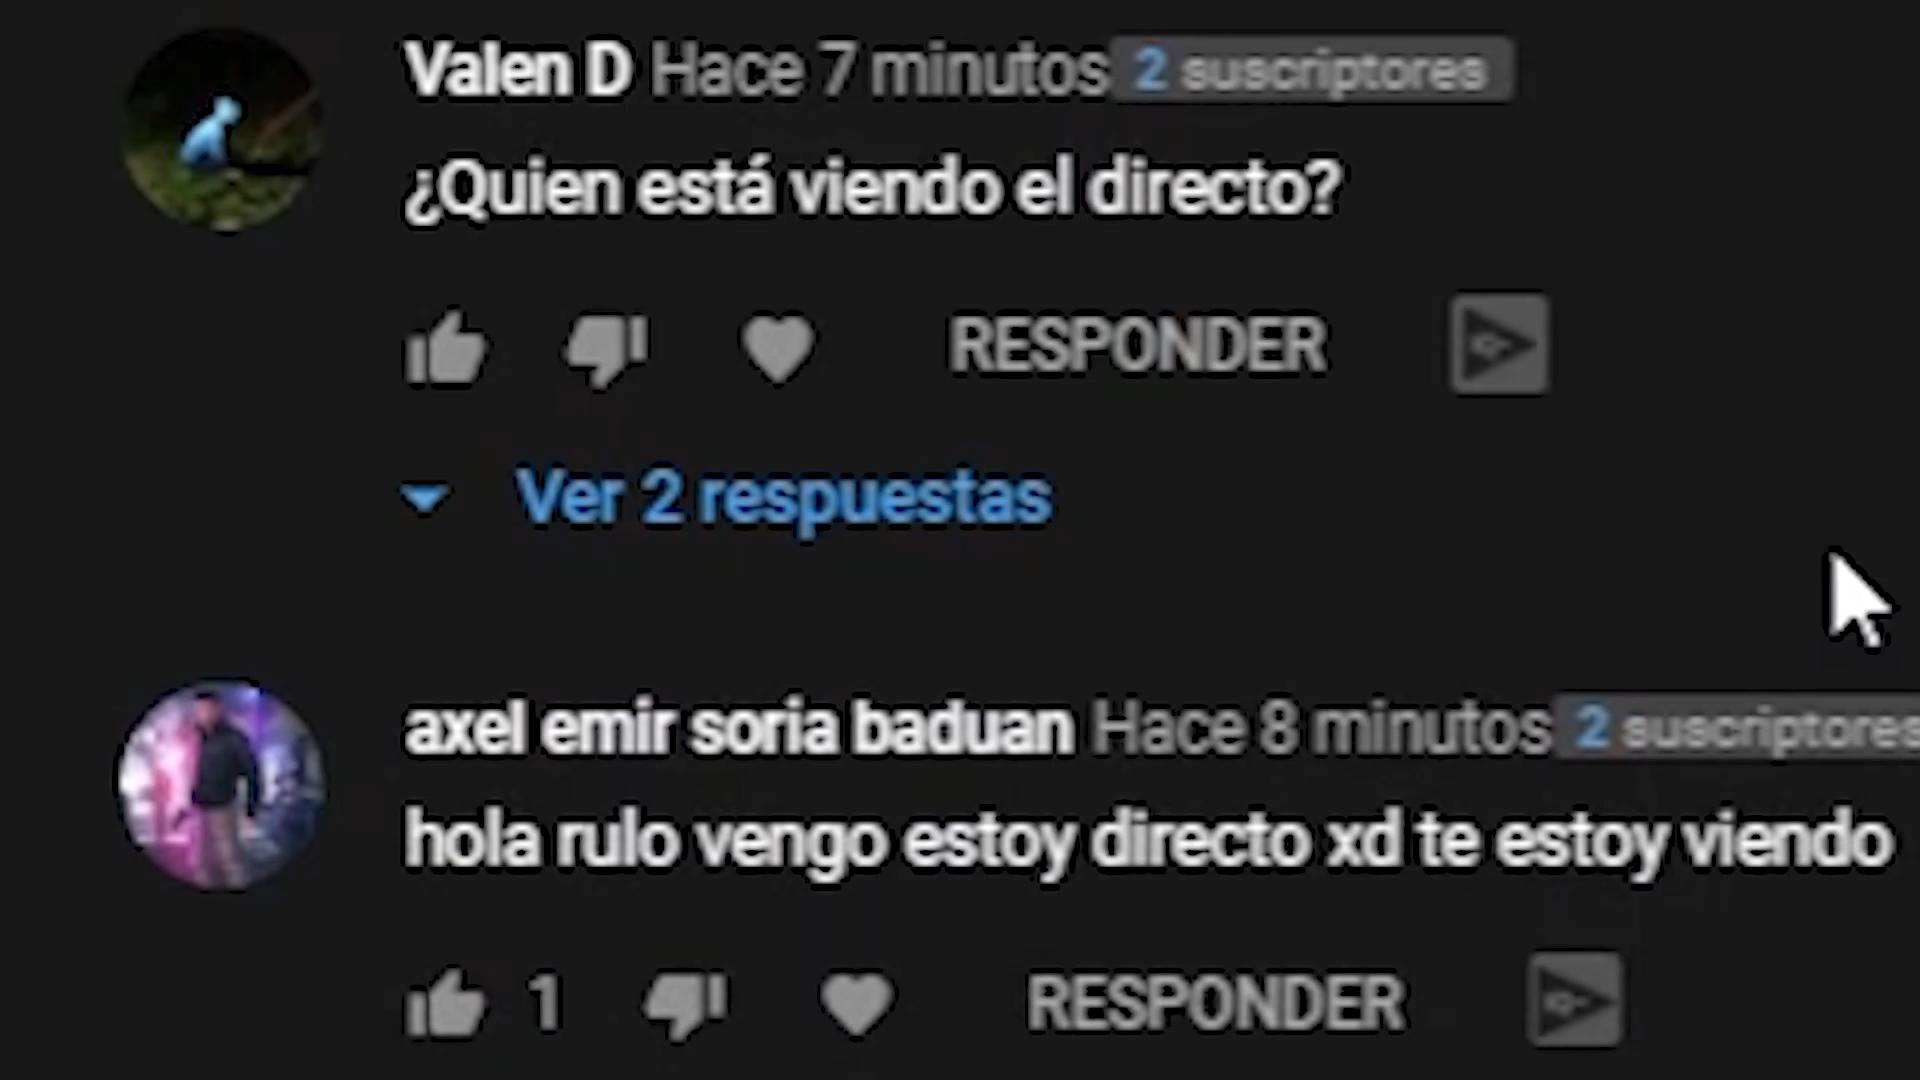 Valen D Hace 7 minutos 2 suscriptores
¿Quien está viendo el directo?
RESPONDER
Ver 2 respuestas
axel emir soria baduan Hace 8 minutos 2 suscriptores
hola rulo vengo estoy directo xd te estoy viendo
1 RESPONDER